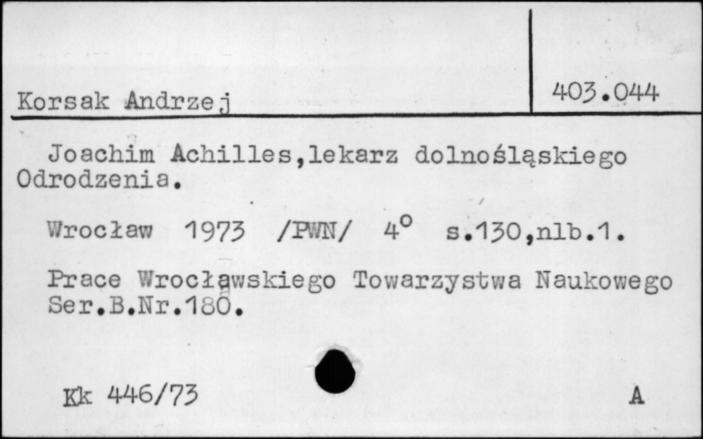 Korsak Andrzej
403.044
Joachim Achilles,lekarz dolnośląskiego
Odrodzenia.
Wrocław 1973 /PWN/ 4° s.130,nlb.1.
Prace Wrocławskiego Towarzystwa Naukowego
Ser.B.Nr.180.
Kk 446/73
A